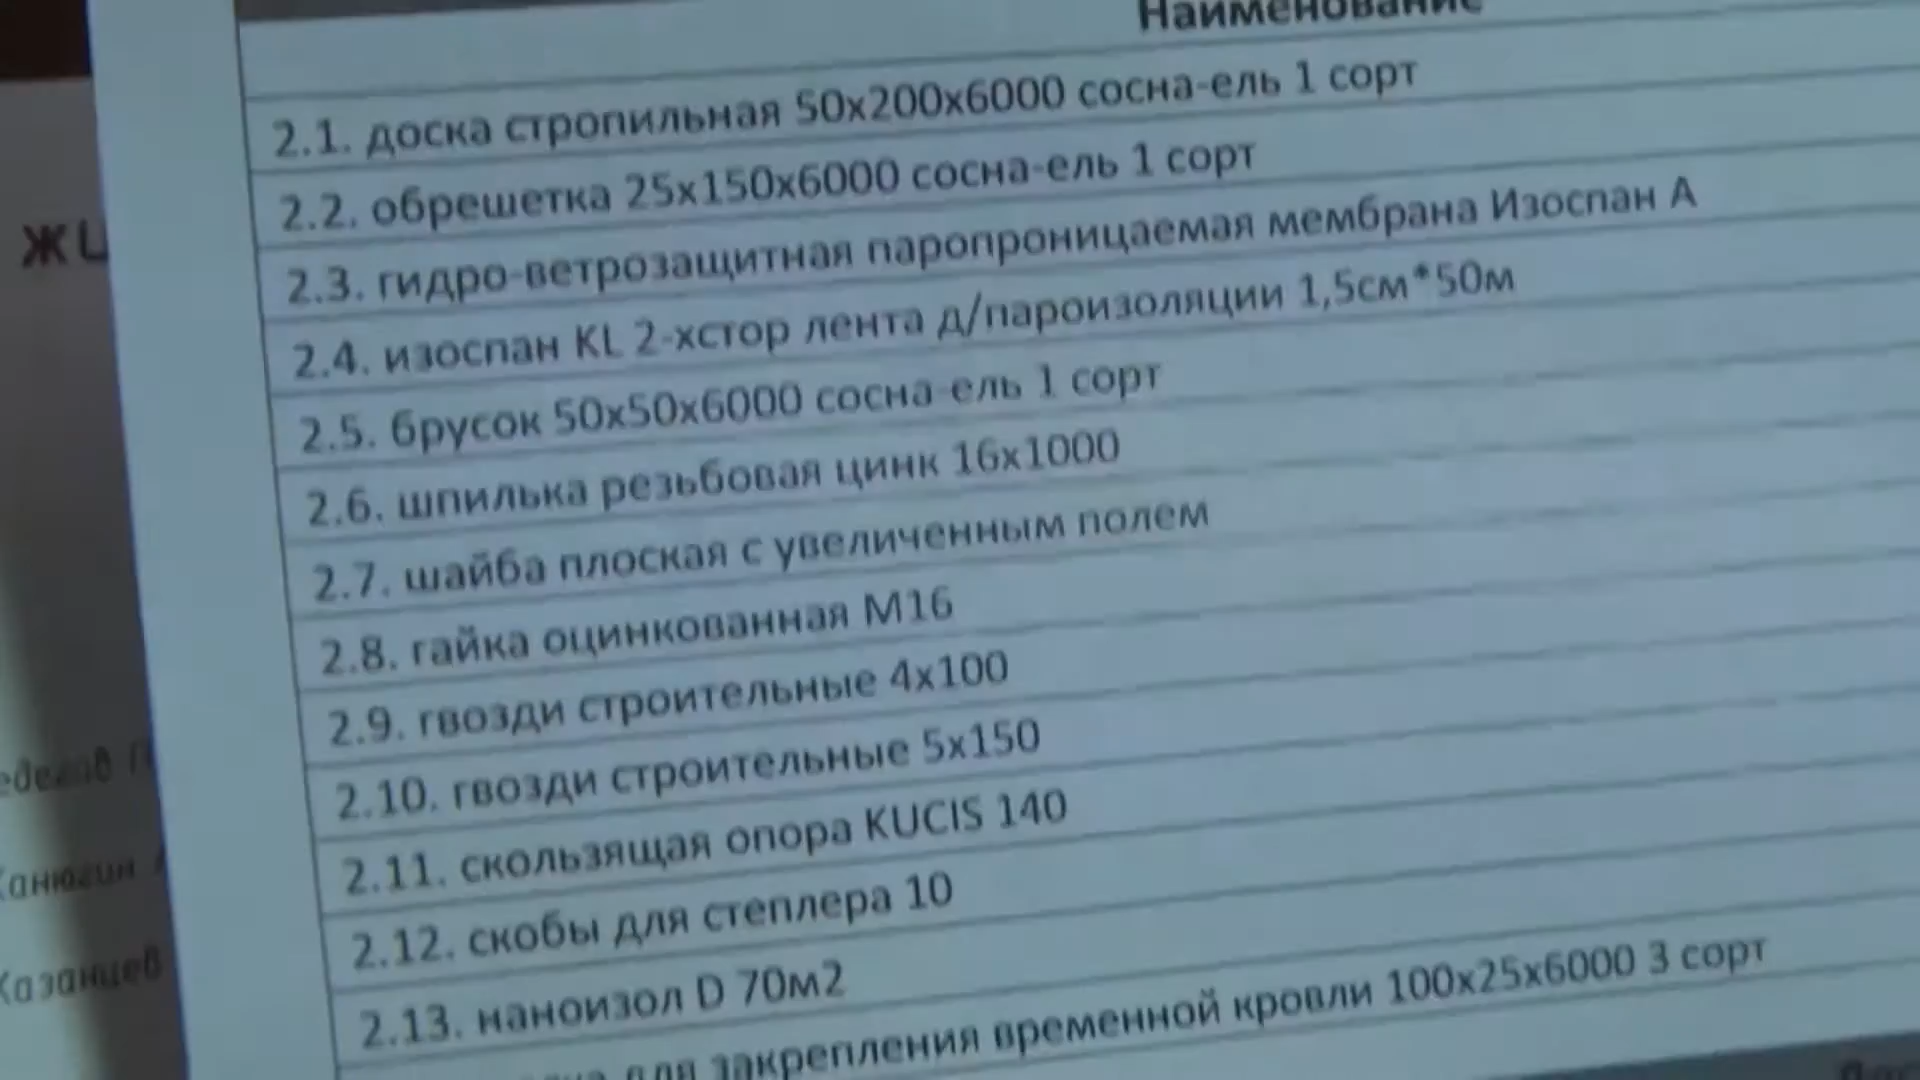 Наименование
2.1. доска стропильная 50х200х6000 сосна-ель 1 сорт
2.2. обрешетка 25х150х6000 сосна-ель 1 сорт
2.3. гидро-ветрозащитная паропроницаемая мембрана Изоспан А
2.4. изоспан KL 2-хстор лента д/пароизоляции 1,5см*50м
2.5. брусок 50х50х6000 сосна-ель 1 сорт
2.6. шпилька резьбовая цинк 16х1000
2.7. шайба плоская с увеличенным полем
2.8. гайка оцинкованная М16
2.9. гвозди строительные 4х100
2.10. гвозди строительные 5х150
2.11. скользящая опора KUCIS 140
2.12. скобы для степлера 10
2.13. наноизол D 70м2
для закрепления временной кровли 100х25х6000 3 сорт
Казанцев